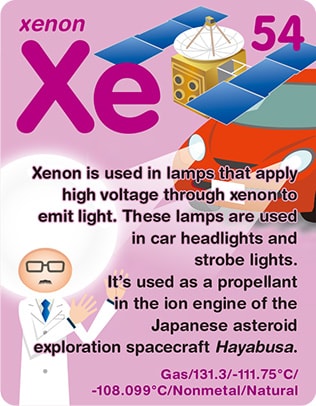 xenon
Xe
54
Xenon is used in lamps that apply
high voltage through xenon to
emit light. These lamps are used
in car headlights and
strobe lights.
It's used as a propellant
in the ion engine of the
Japanese asteroid
exploration spacecraft Hayabusa.
Gas/131.3/-111.75°C/
-108.099°C/Nonmetal/Natural